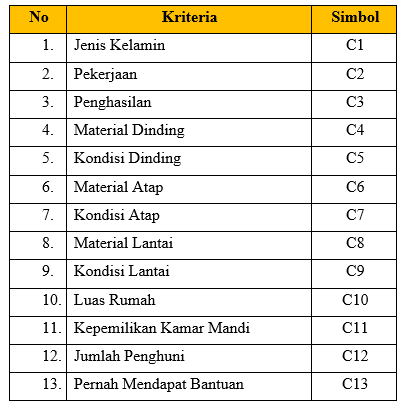 No Kriteria Simbol
1. Jenis Kelamin C1
2. Pekerjaan C2
3. Penghasilan C3
4. Material Dinding C4
5. Kondisi Dinding C5
6. Material Atap C6
7. Kondisi Atap C7
8. Material Lantai C8
9. Kondisi Lantai C9
10. Luas Rumah C10
11. Kepemilikan Kamar Mandi C11
12. Jumlah Penghuni C12
13. Pernah Mendapat Bantuan C13